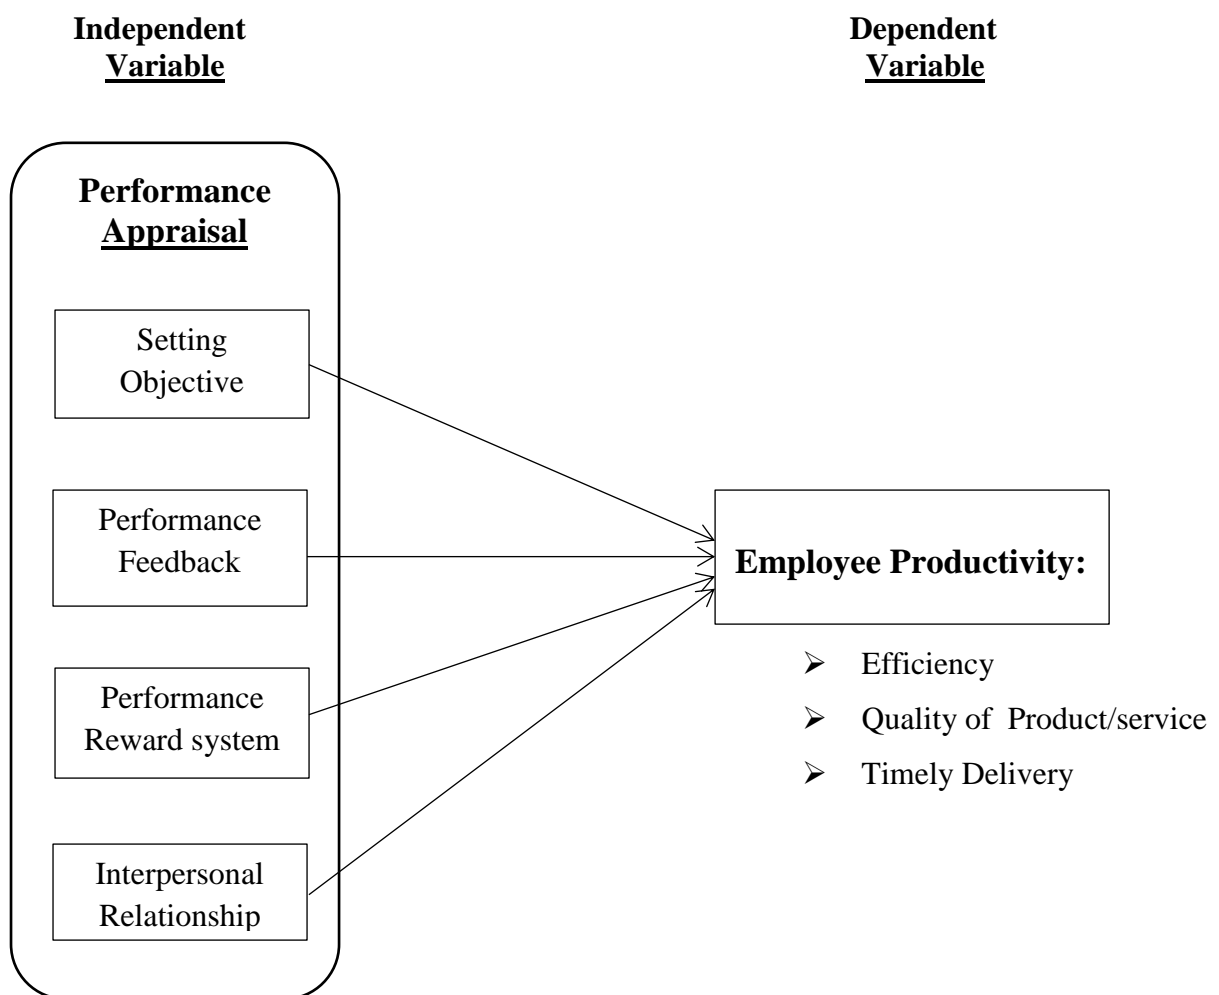 Independent
Variable
Dependent
Variable
Performance
Appraisal
Setting
Objective
Performance
Feedback
Performance
Reward system
Interpersonal
Relationship
Employee Productivity:
➢ Efficiency
➢ Quality of Product/service
➢ Timely Delivery